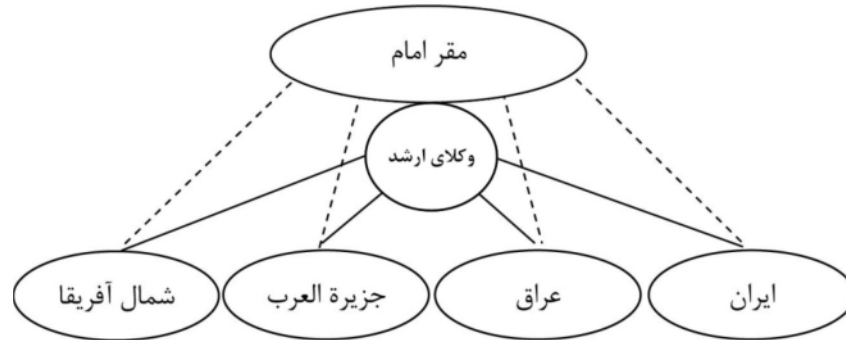 مقر امام
وکلای ارشد
ایران
عراق
جزیرة العرب
شمال آفریقا